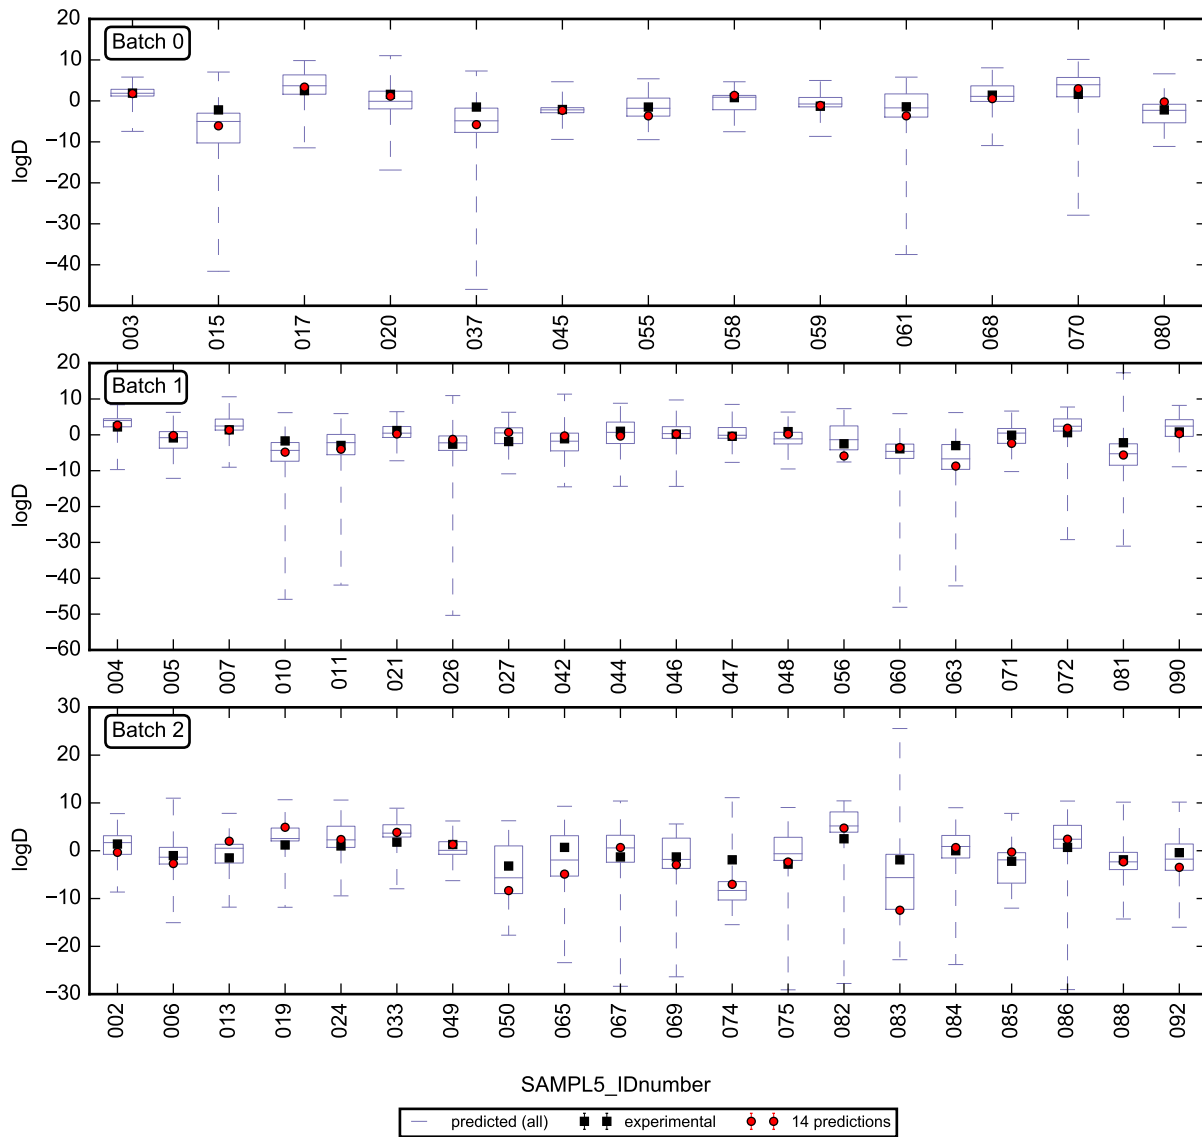 Batch 0
20
10
0
−10
−20
−30
−40
−50
logD
003 015 017 020 037 045 055 058 059 061 068 070 080
Batch 1
20
10
0
−10
−20
−30
−40
−50
−60
logD
004 005 007 010 011 021 026 027 042 044 046 047 048 056 060 063 071 072 081 090
Batch 2
30
20
10
0
−10
−20
−30
logD
002 006 013 019 024 033 049 050 065 067 069 074 075 082 083 084 085 086 088 092
SAMPL5_IDnumber
predicted (all) experimental 14 predictions